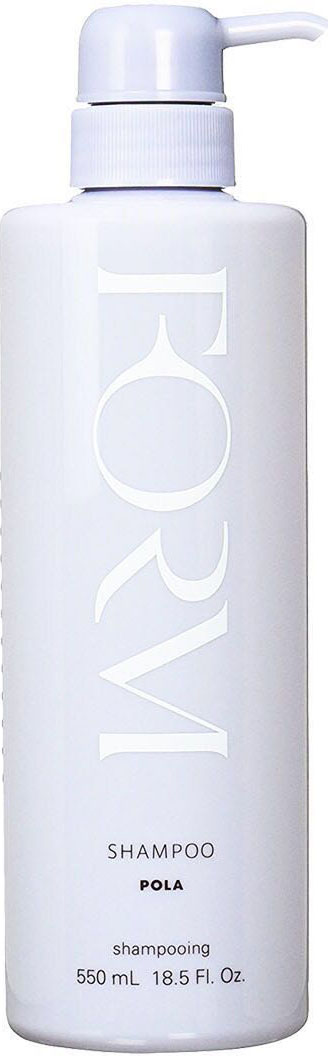 FORM
SHAMPOO
POLA
shampooing
550 mL 18.5 Fl. Oz.